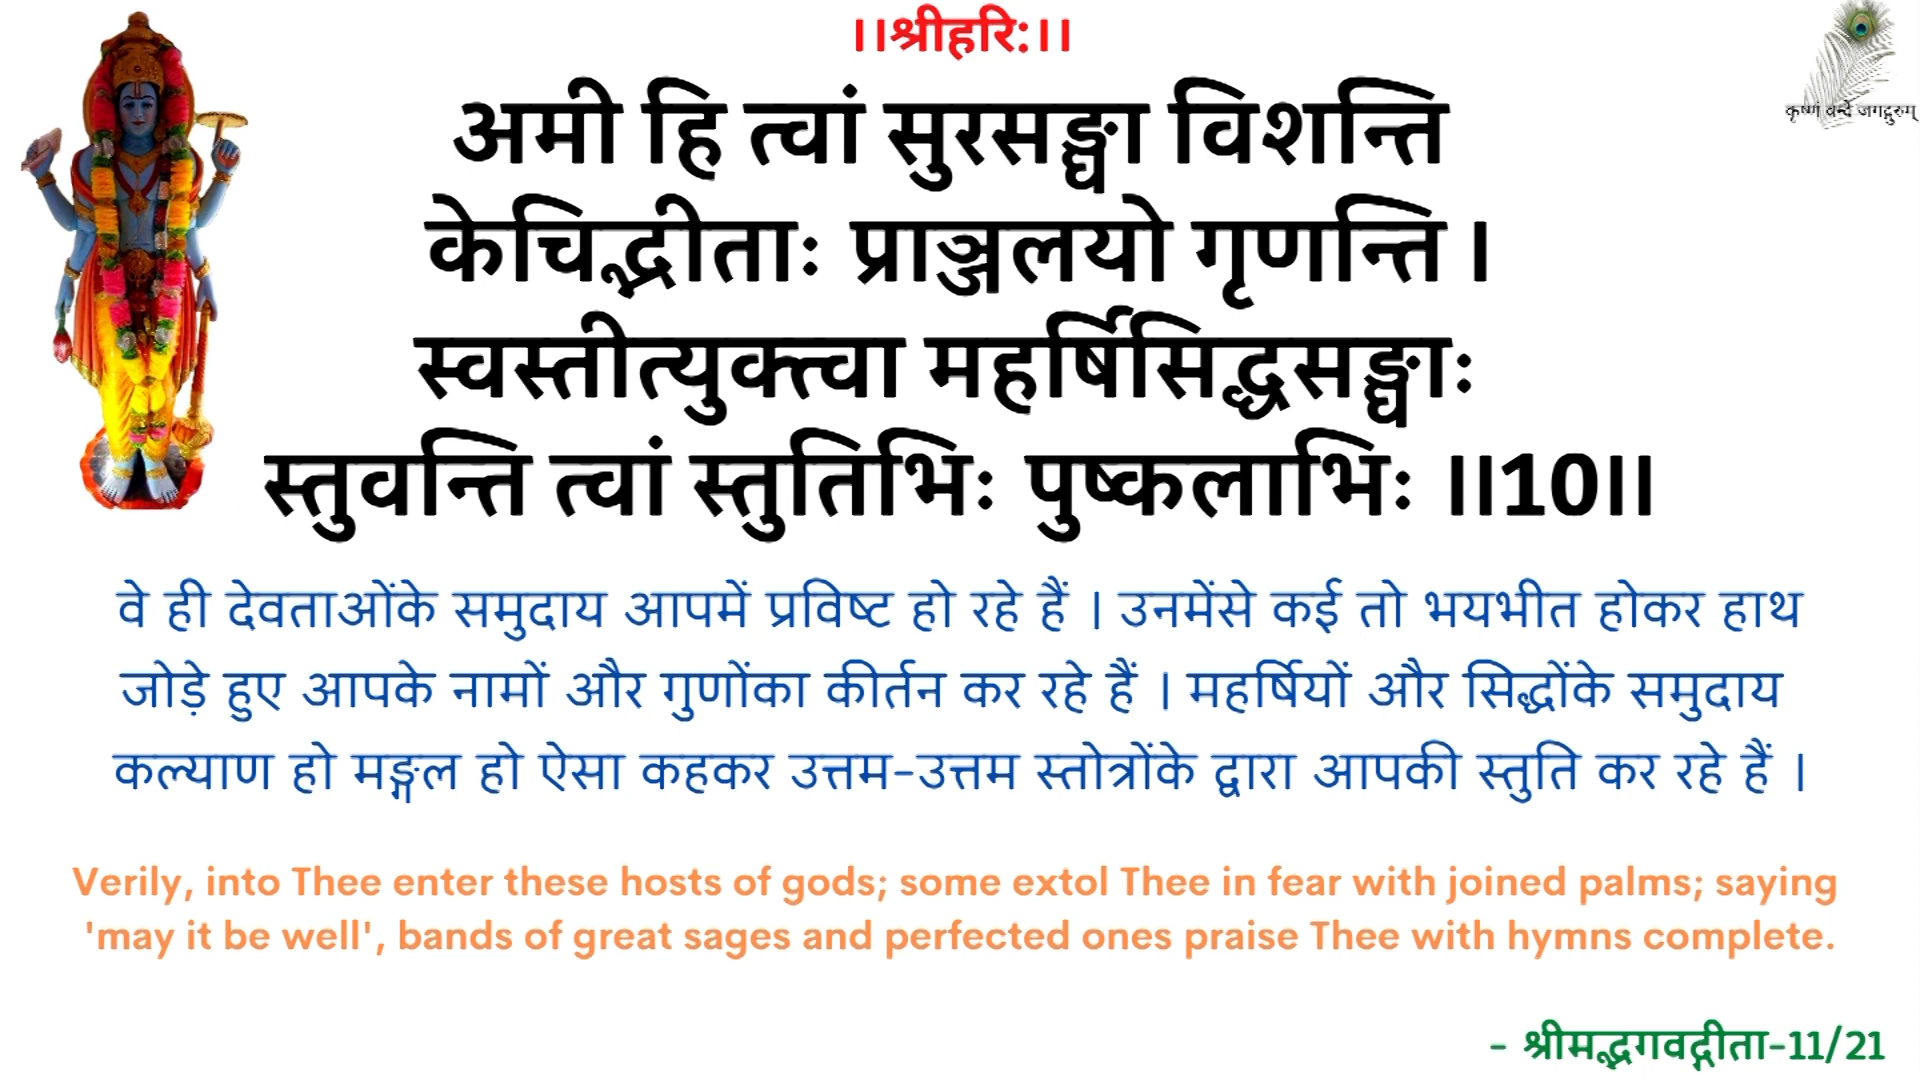 ।।श्रीहरि:।।
कृष्णं वन्दे जगद्गुरुम्
अमी हि त्वां सुरसङ्घा विशन्ति
केचिद्भीताः प्राञ्जलयो गृणन्ति ।
स्वस्तीत्युक्त्वा महर्षिसिद्धसङ्घाः
स्तुवन्ति त्वां स्तुतिभिः पुष्कलाभिः ।।10।।
वे ही देवताओंके समुदाय आपमें प्रविष्ट हो रहे हैं । उनमेंसे कई तो भयभीत होकर हाथ
जोड़े हुए आपके नामों और गुणोंका कीर्तन कर रहे हैं । महर्षियों और सिद्धोंके समुदाय
कल्याण हो मङ्गल हो ऐसा कहकर उत्तम-उत्तम स्तोत्रोंके द्वारा आपकी स्तुति कर रहे हैं ।
Verily, into Thee enter these hosts of gods; some extol Thee in fear with joined palms; saying
'may it be well', bands of great sages and perfected ones praise Thee with hymns complete.
- श्रीमद्भगवद्गीता-11/21